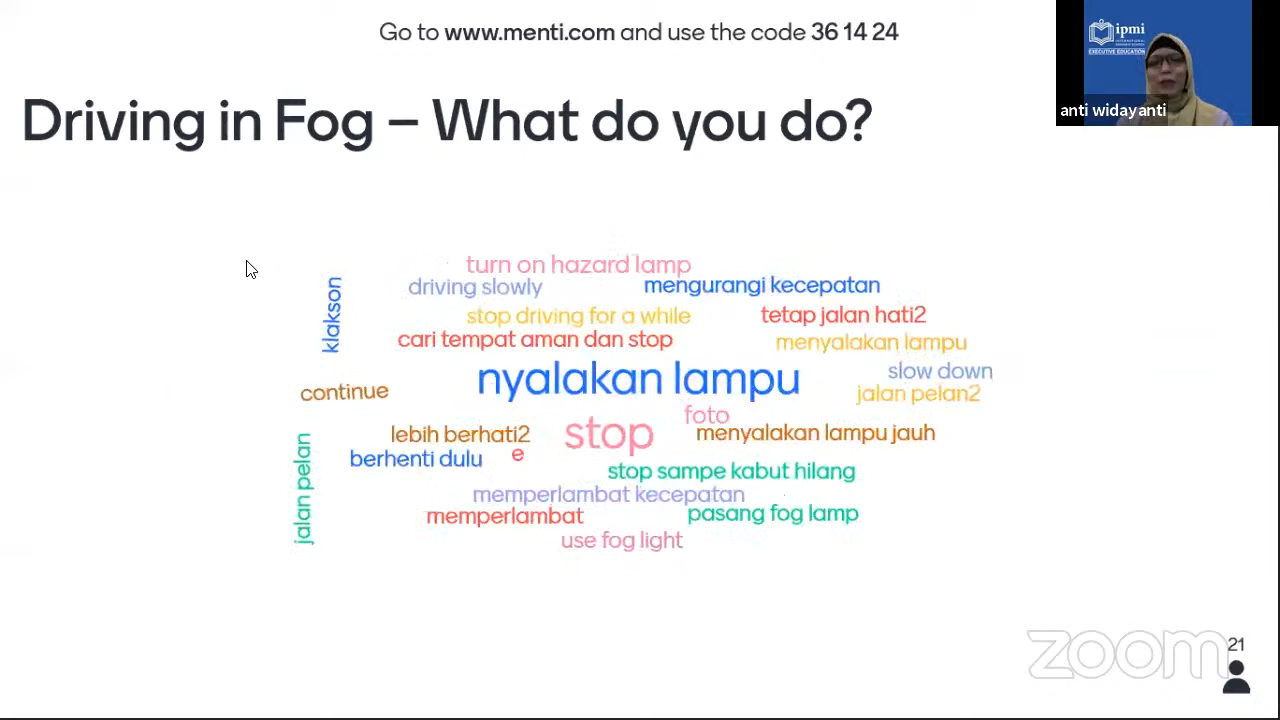 Go to www.menti.com and use the code 36 14 24
ipmi
EXECUTIVE EDUCATION
anti widayanti
Driving in Fog – What do you do?
turn on hazard lamp
driving slowly
mengurangi kecepatan
klakson
stop driving for a while
tetap jalan hati2
cari tempat aman dan stop
menyalakan lampu
nyalakan lampu
slow down
continue
jalan pelan2
foto
lebih berhati2
stop
menyalakan lampu jauh
berhenti dulu
e
stop sampe kabut hilang
jalan pelan
memperlambat kecepatan
memperlambat
pasang fog lamp
use fog light
zoom
21